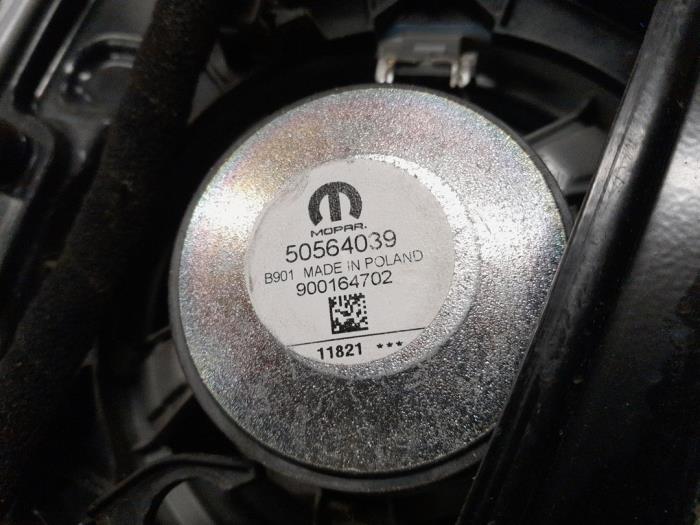 MOPAR.
50564039
B901 MADE IN POLAND
900164702
11821 ***